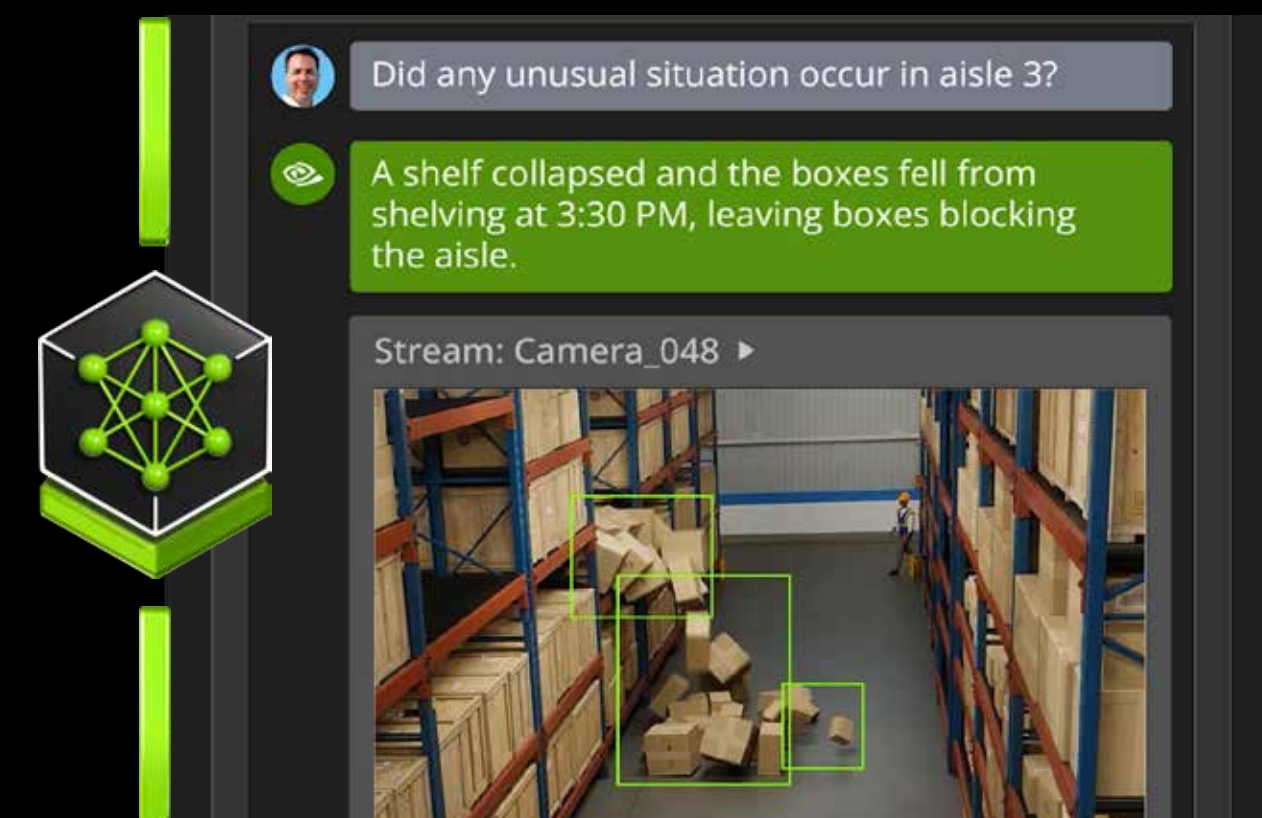 Did any unusual situation occur in aisle 3?
A shelf collapsed and the boxes fell from
shelving at 3:30 PM, leaving boxes blocking
the aisle.
Stream: Camera_048